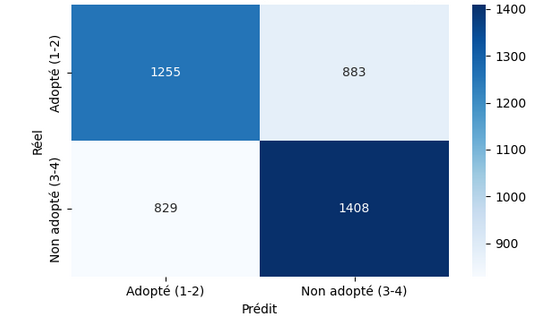 Adopté (1-2)
1255
883
Non adopté (3-4)
829
1408
Réel
Adopté (1-2)
Non adopté (3-4)
Prédit
1400
1300
1200
1100
1000
900